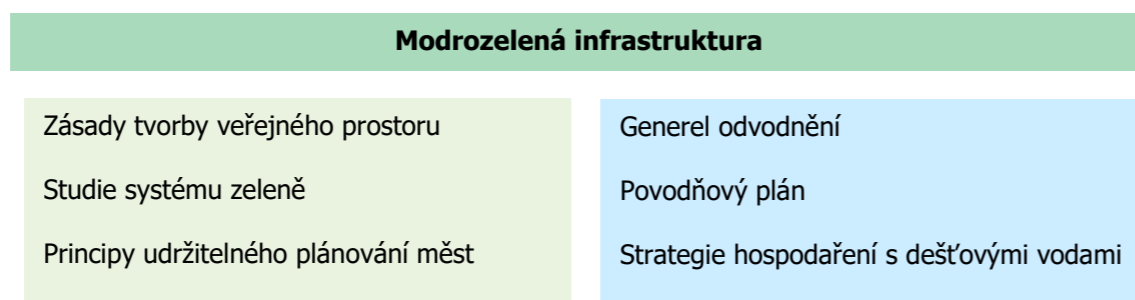 Modrozelená infrastruktura
Zásady tvorby veřejného prostoru
Studie systému zeleně
Principy udržitelného plánování měst
Generel odvodnění
Povodňový plán
Strategie hospodaření s dešťovými vodami